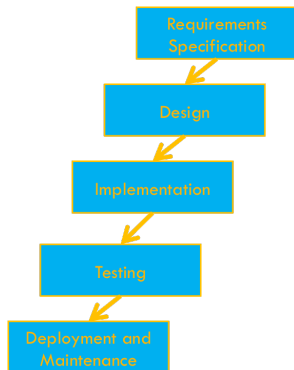 Requirements
Specification
Design
Implementation
Testing
Deployment and
Maintenance